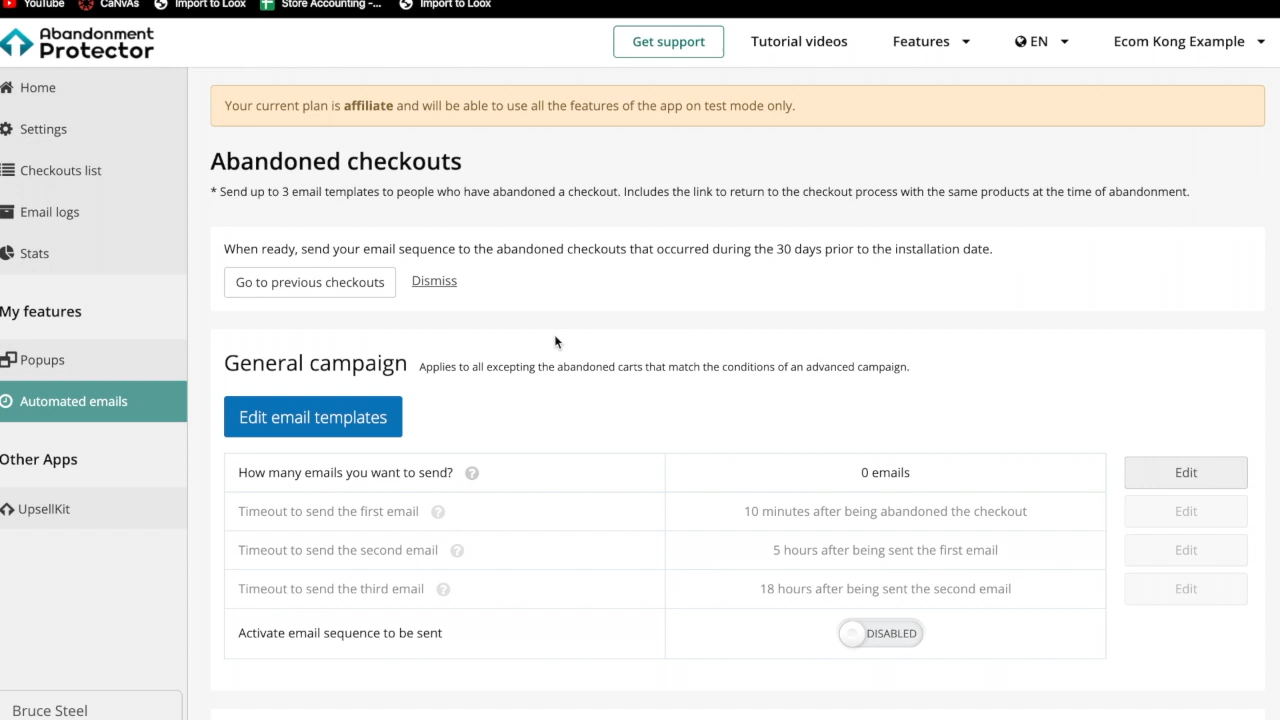 YouTube CaNvAs Import to Loox Store Accounting -... Import to Loox
Abandonment
Protector
Get support Tutorial videos Features EN Ecom Kong Example
Home
Settings
Checkouts list
Email logs
Stats
My features
Popups
Automated emails
Other Apps
UpsellKit
Bruce Steel
Your current plan is affiliate and will be able to use all the features of the app on test mode only.
Abandoned checkouts
* Send up to 3 email templates to people who have abandoned a checkout. Includes the link to return to the checkout process with the same products at the time of abandonment.
When ready, send your email sequence to the abandoned checkouts that occurred during the 30 days prior to the installation date.
Go to previous checkouts Dismiss
General campaign Applies to all excepting the abandoned carts that match the conditions of an advanced campaign.
Edit email templates
How many emails you want to send? ? 0 emails Edit
Timeout to send the first email ? 10 minutes after being abandoned the checkout Edit
Timeout to send the second email ? 5 hours after being sent the first email Edit
Timeout to send the third email ? 18 hours after being sent the second email Edit
Activate email sequence to be sent DISABLED